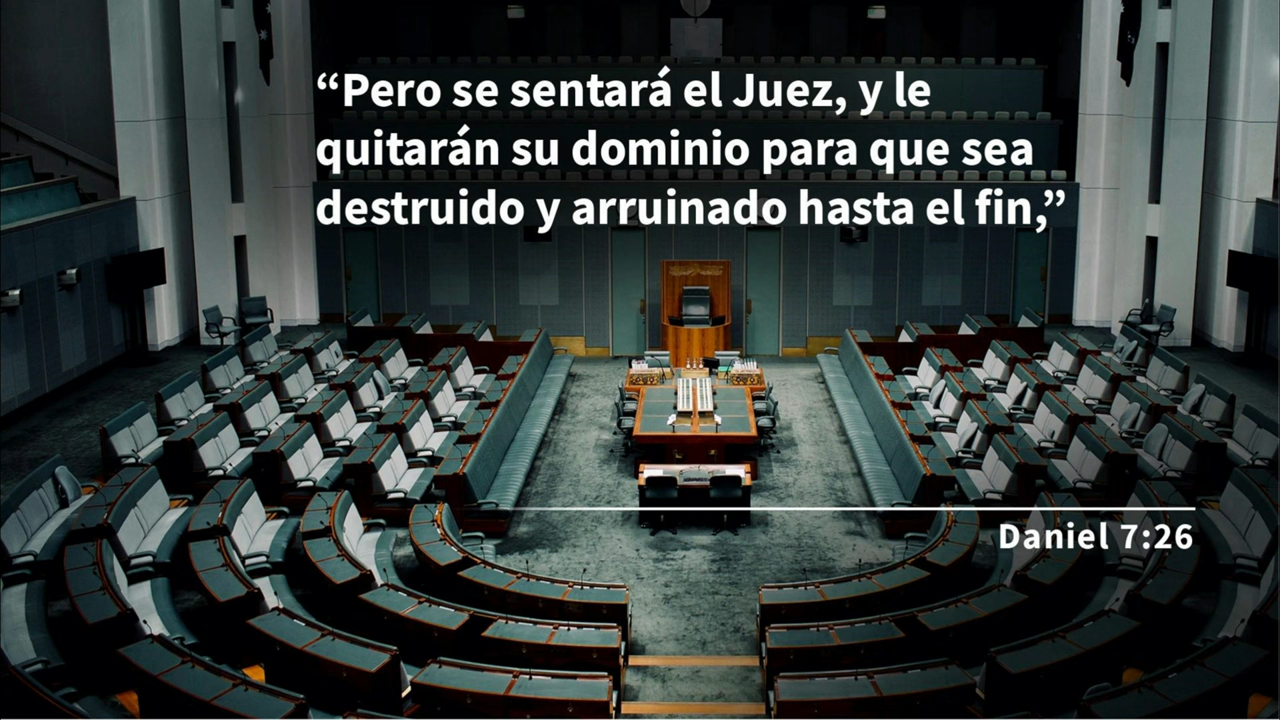 “Pero se sentará el Juez, y le
quitarán su dominio para que sea
destruido y arruinado hasta el fin,”
Daniel 7:26